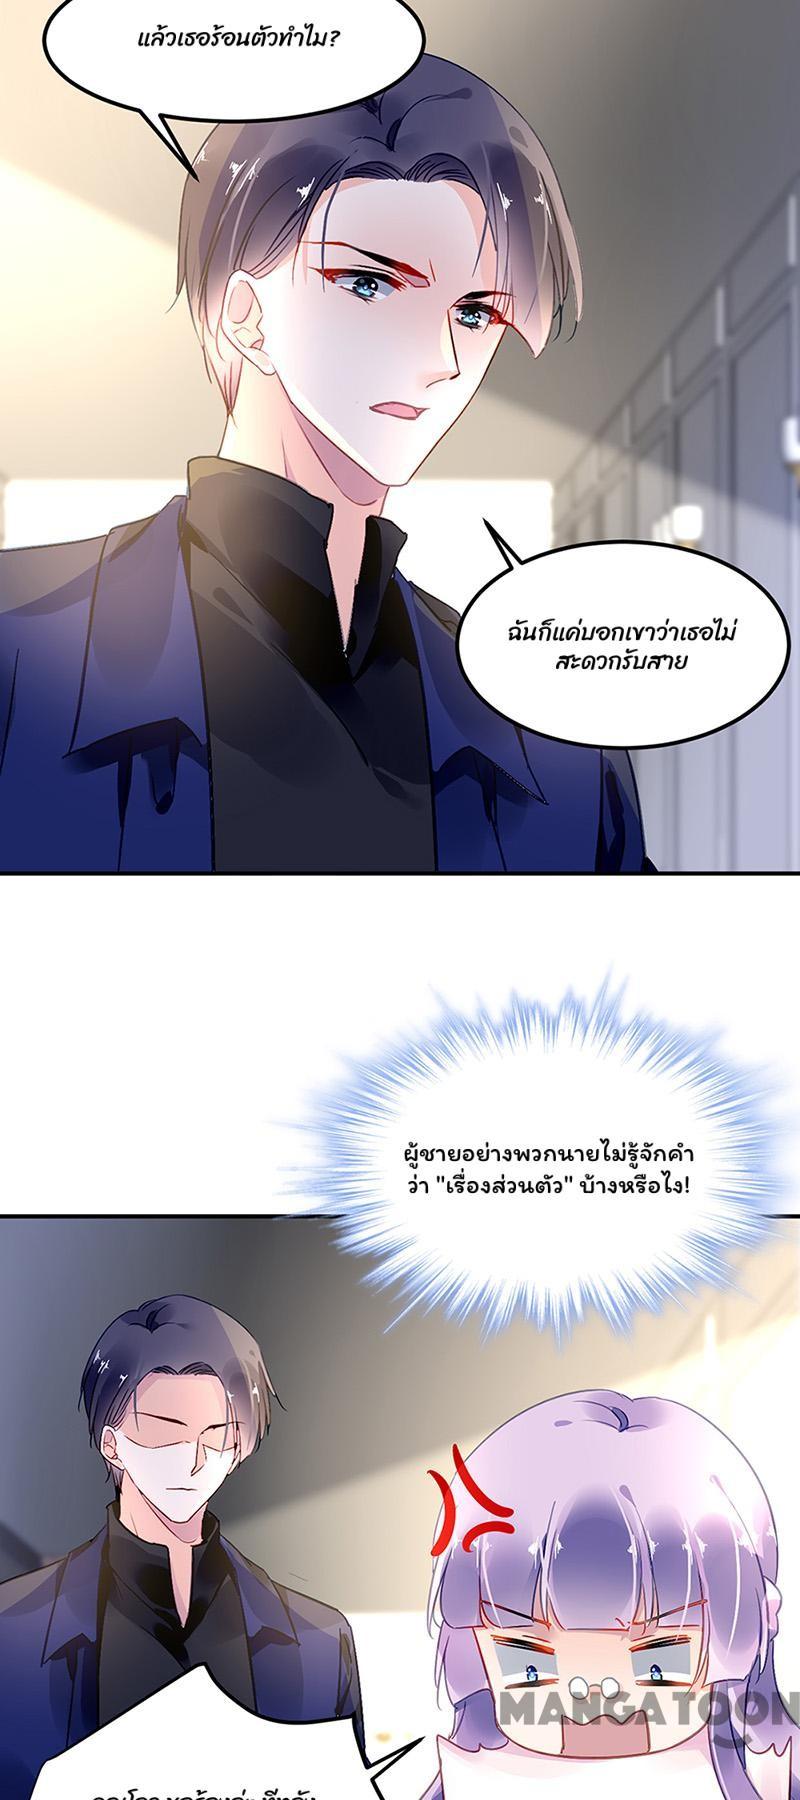 แล้วเธอร้อนตัวทำไม?
ฉันก็แค่บอกเขาว่าเธอไม่
สะดวกรับสาย
ผู้ชายอย่างพวกนายไม่รู้จักคำ
ว่า "เรื่องส่วนตัว" บ้างหรือไง!
MANGATOON